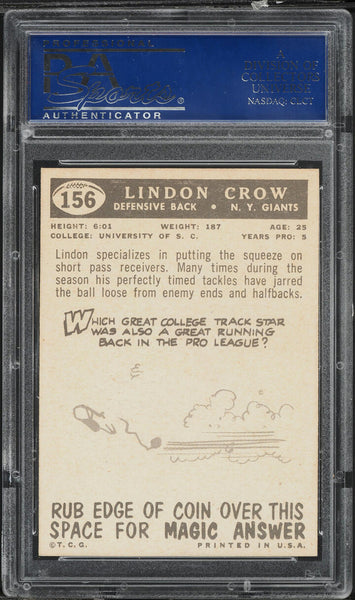 PROFESSIONAL
PSA
Sports
AUTHENTICATOR
A
DIVISION OF
COLLECTORS
UNIVERSE
NASDAQ: CLCT
156
LINDON CROW
DEFENSIVE BACK • N. Y. GIANTS
HEIGHT: 6:01 WEIGHT: 187 AGE: 25
COLLEGE: UNIVERSITY OF S. C. YEARS PRO: 5
Lindon specializes in putting the squeeze on
short pass receivers. Many times during the
season his perfectly timed tackles have jarred
the ball loose from enemy ends and halfbacks.
WHICH GREAT COLLEGE TRACK STAR
WAS ALSO A GREAT RUNNING
BACK IN THE PRO LEAGUE?
RUB EDGE OF COIN OVER THIS
SPACE FOR MAGIC ANSWER
©T.C.G. PRINTED IN U.S.A.